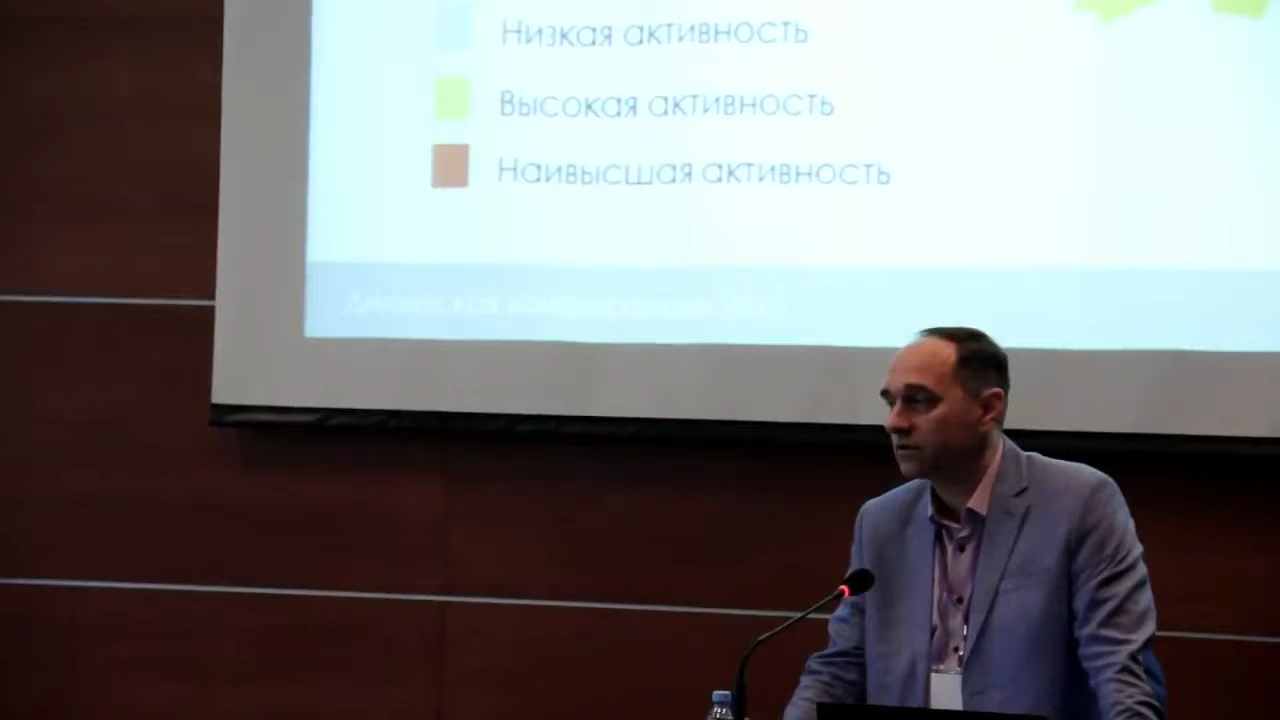 Низкая активность
Высокая активность
Наивысшая активность